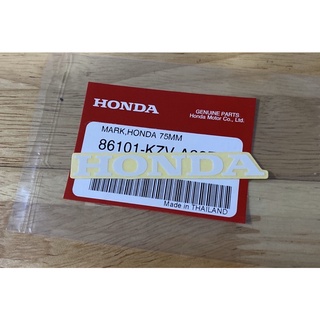 HONDA
GENUINE PARTS
Honda Motor Co., Ltd.
MARK,HONDA 75MM
86101-KZV-
HONDA
Made in THAILAND